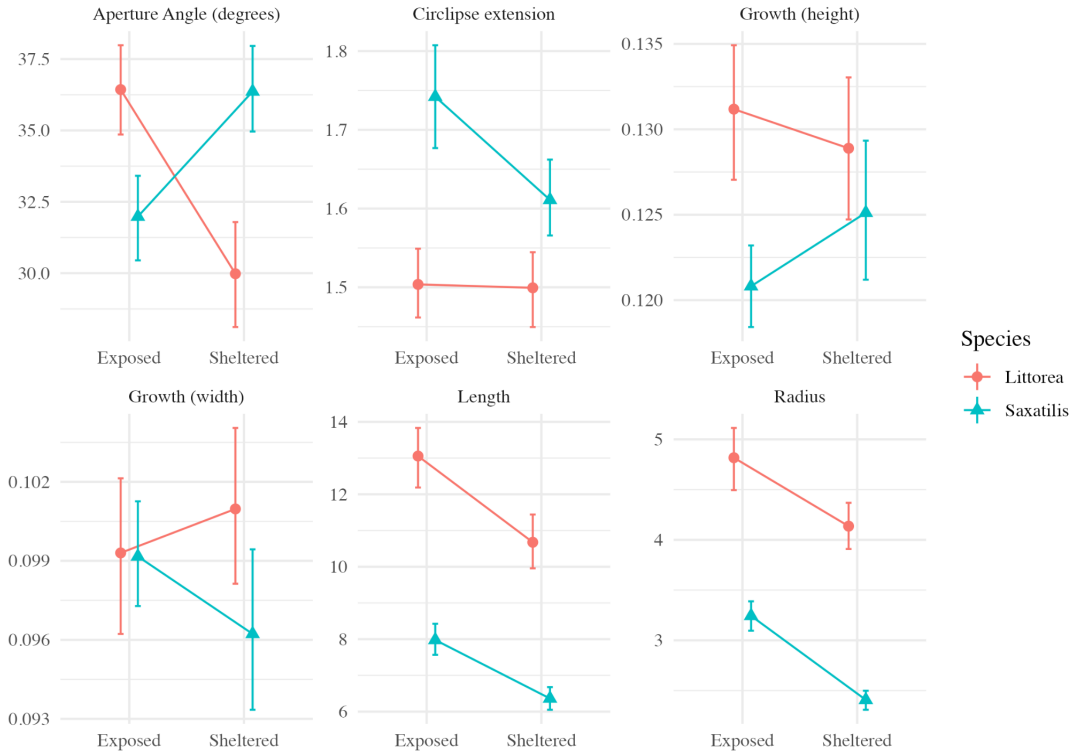 Aperture Angle (degrees)
Circlipse extension
Growth (height)
37.5
35.0
32.5
30.0
1.8
1.7
1.6
1.5
0.135
0.130
0.125
0.120
Exposed Sheltered
Exposed Sheltered
Exposed Sheltered
Growth (width)
Length
Radius
0.102
0.099
0.096
0.093
14
12
10
8
6
5
4
3
Exposed Sheltered
Exposed Sheltered
Exposed Sheltered
Species
Littorea
Saxatilis